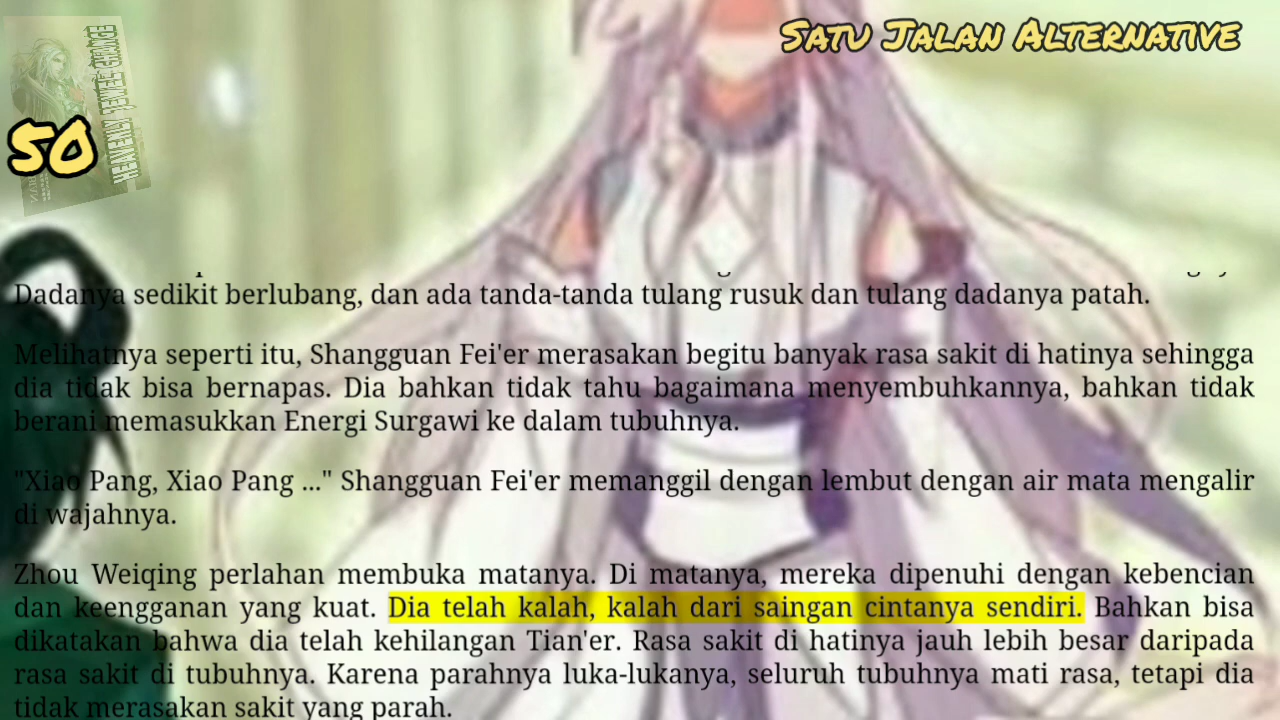 Satu Jalan Alternative
HEAVENLY JEWEL CHANGE
50
Dadanya sedikit berlubang, dan ada tanda-tanda tulang rusuk dan tulang dadanya patah.
Melihatnya seperti itu, Shangguan Fei'er merasakan begitu banyak rasa sakit di hatinya sehingga
dia tidak bisa bernapas. Dia bahkan tidak tahu bagaimana menyembuhkannya, bahkan tidak
berani memasukkan Energi Surgawi ke dalam tubuhnya.
"Xiao Pang, Xiao Pang ..." Shangguan Fei'er memanggil dengan lembut dengan air mata mengalir
di wajahnya.
Zhou Weiqing perlahan membuka matanya. Di matanya, mereka dipenuhi dengan kebencian
dan keengganan yang kuat. Dia telah kalah, kalah dari saingan cintanya sendiri. Bahkan bisa
dikatakan bahwa dia telah kehilangan Tian'er. Rasa sakit di hatinya jauh lebih besar daripada
rasa sakit di tubuhnya. Karena parahnya luka-lukanya, seluruh tubuhnya mati rasa, tetapi dia
tidak merasakan sakit yang parah.